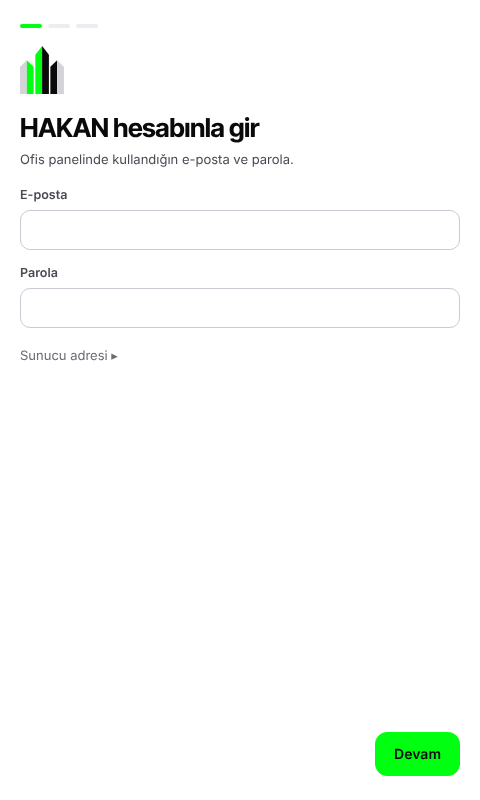 HAKAN hesabınla gir
Ofis panelinde kullandığın e-posta ve parola.
E-posta
Parola
Sunucu adresi ▸
Devam